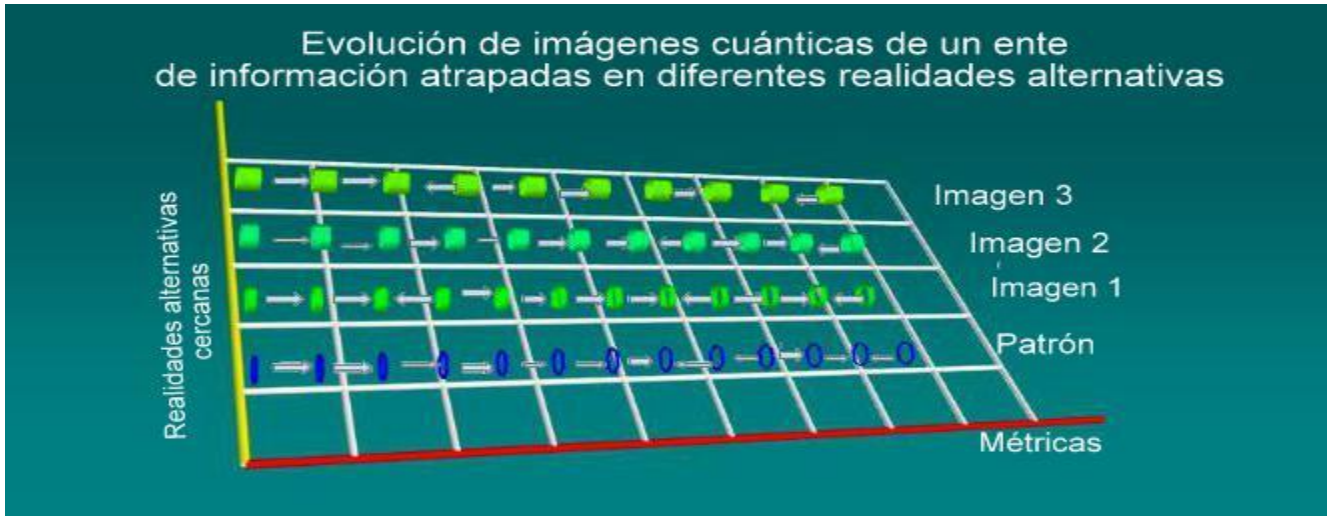 Evolución de imágenes cuánticas de un ente
de información atrapadas en diferentes realidades alternativas
Realidades alternativas
cercanas
Imagen 3
Imagen 2
Imagen 1
Patrón
Métricas